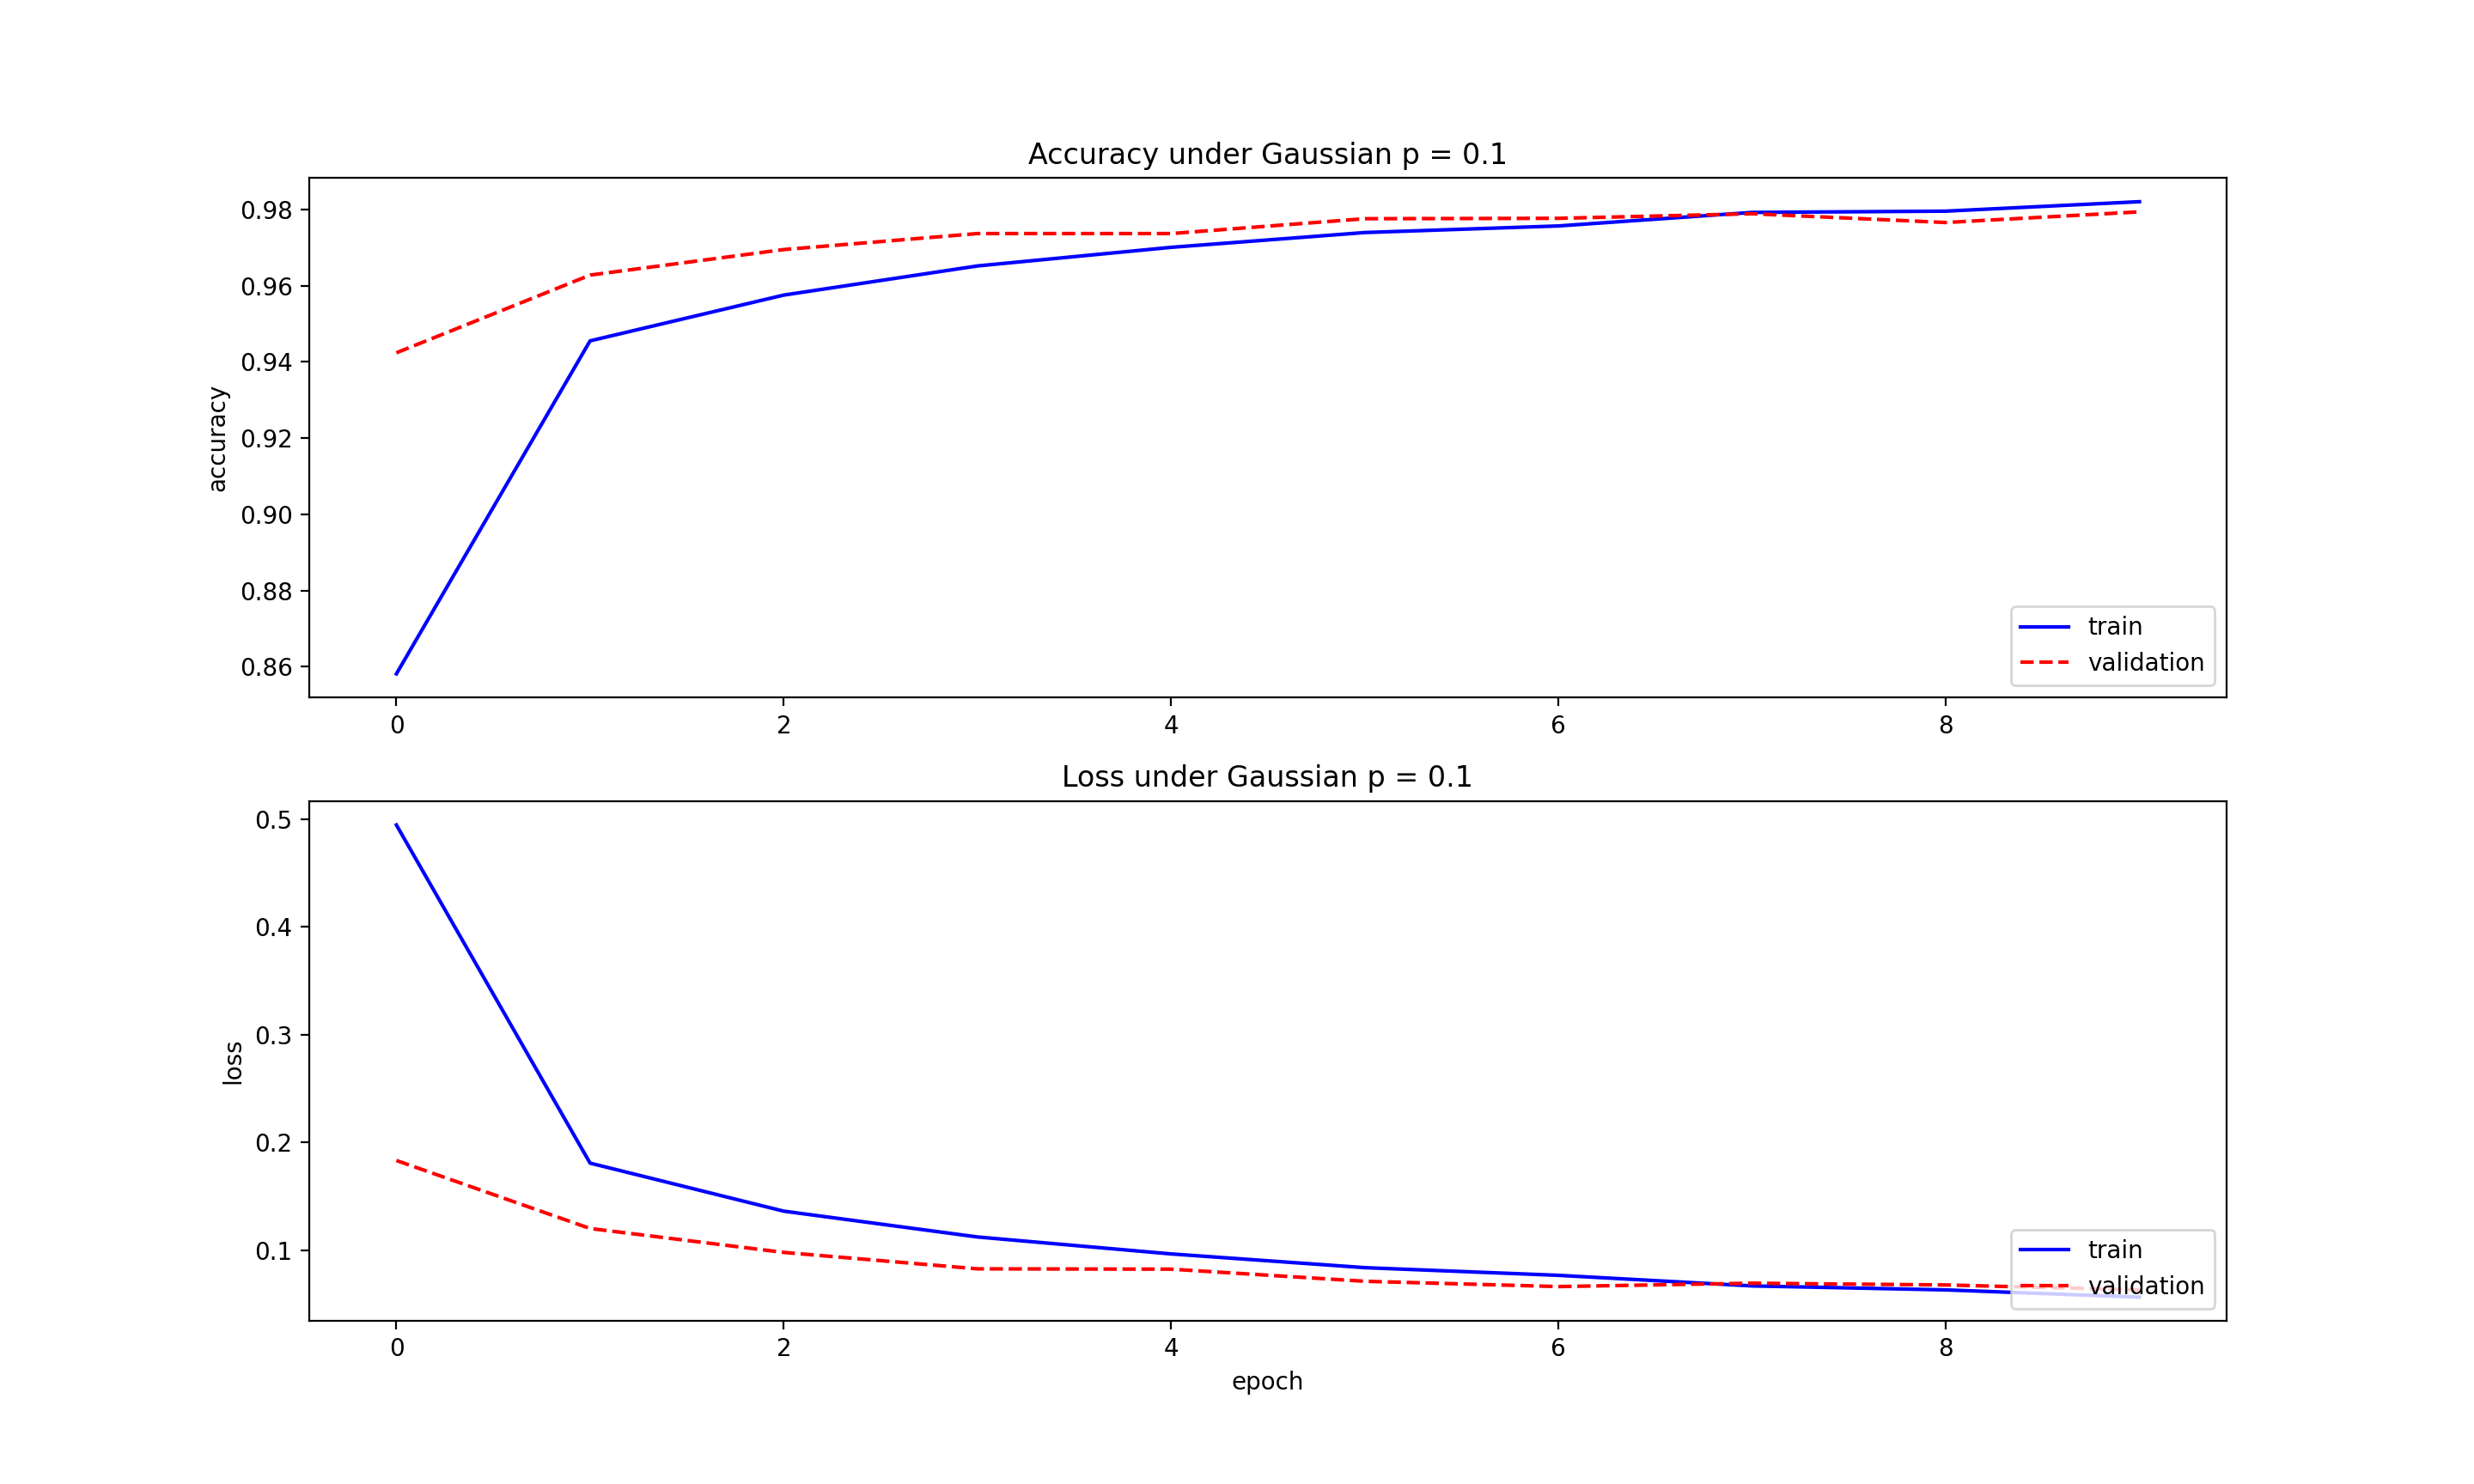 Accuracy under Gaussian p = 0.1
0.98
0.96
0.94
0.92
0.90
0.88
0.86
accuracy
train
validation
0 2 4 6 8
Loss under Gaussian p = 0.1
0.5
0.4
0.3
0.2
0.1
loss
train
validation
0 2 4 6 8
epoch